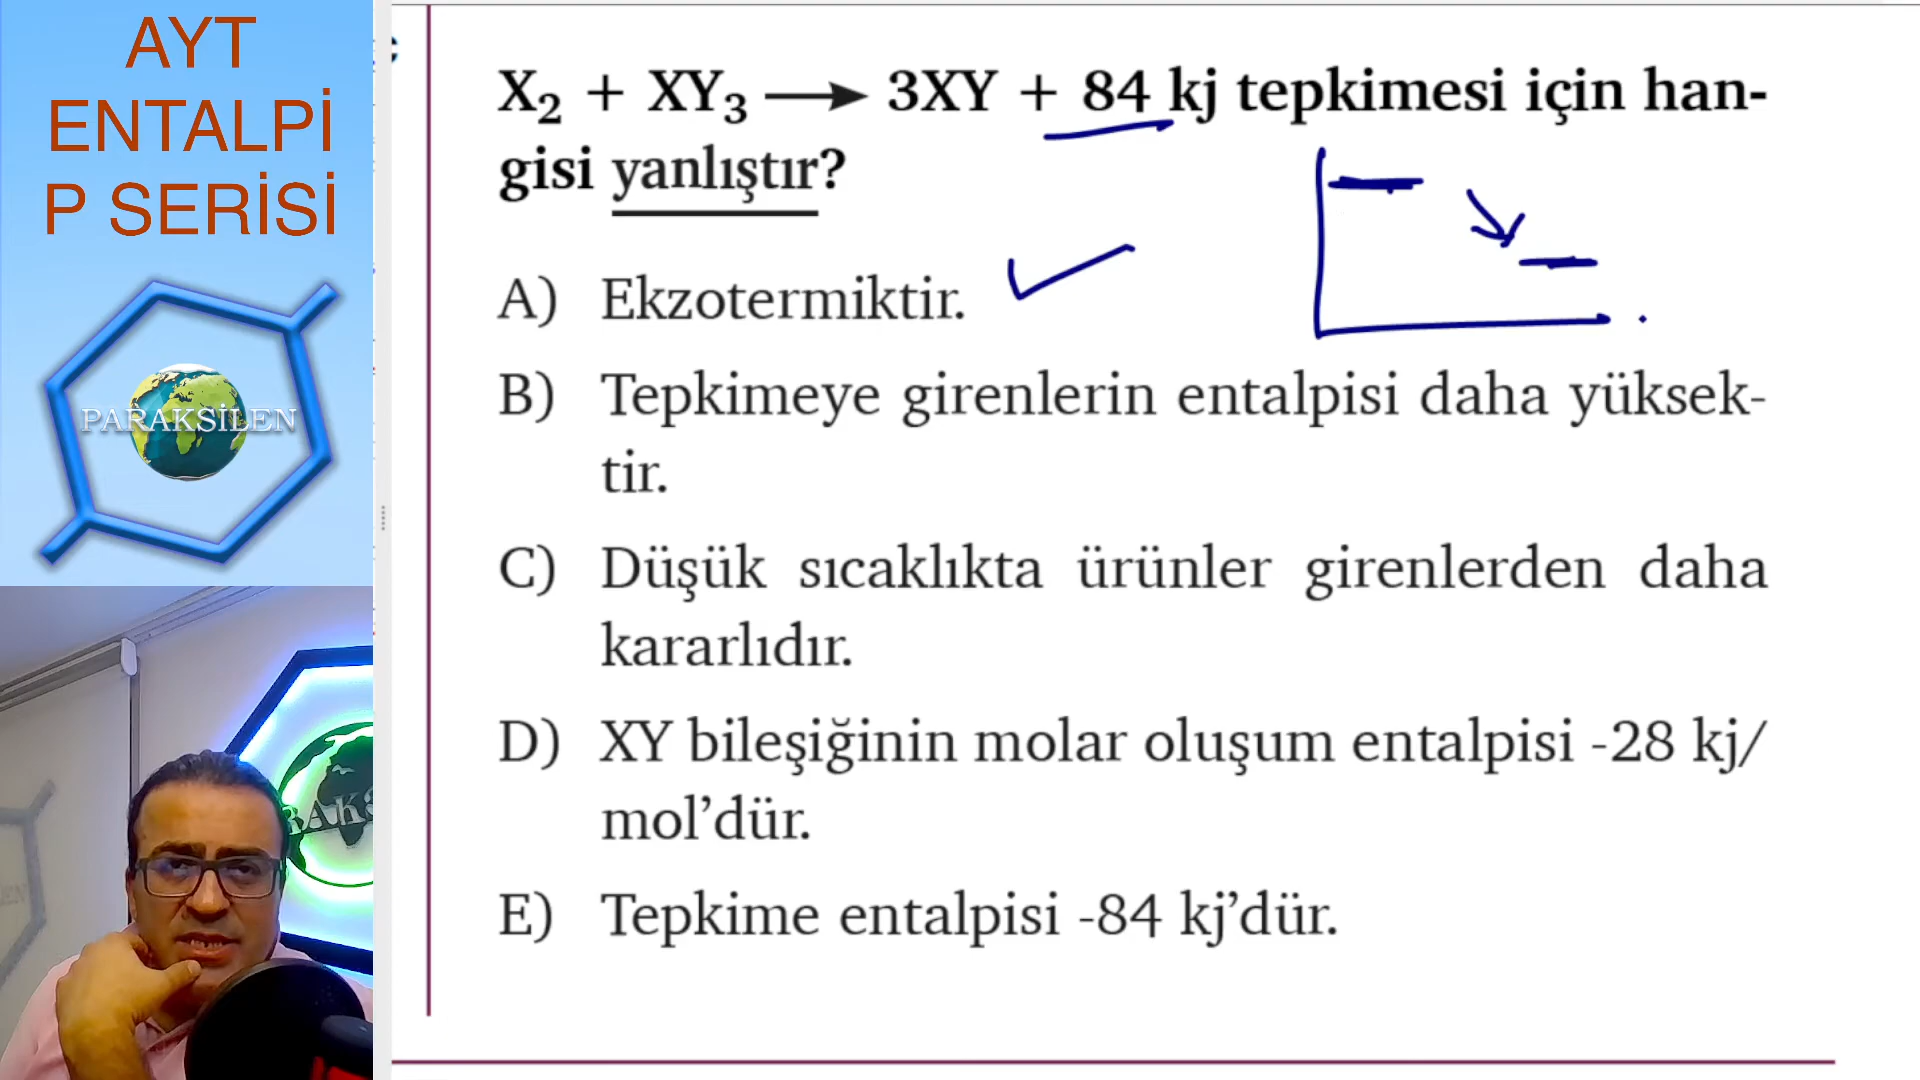 AYT
ENTALPİ
P SERİSİ
PARAKSİLEN
X₂ + XY₃ → 3XY + 84 kj tepkimesi için han-
gisi yanlıştır?
A) Ekzotermiktir.
B) Tepkimeye girenlerin entalpisi daha yüksek-
tir.
C) Düşük sıcaklıkta ürünler girenlerden daha
kararlıdır.
D) XY bileşiğinin molar oluşum entalpisi -28 kj/
mol’dür.
E) Tepkime entalpisi -84 kj’dür.